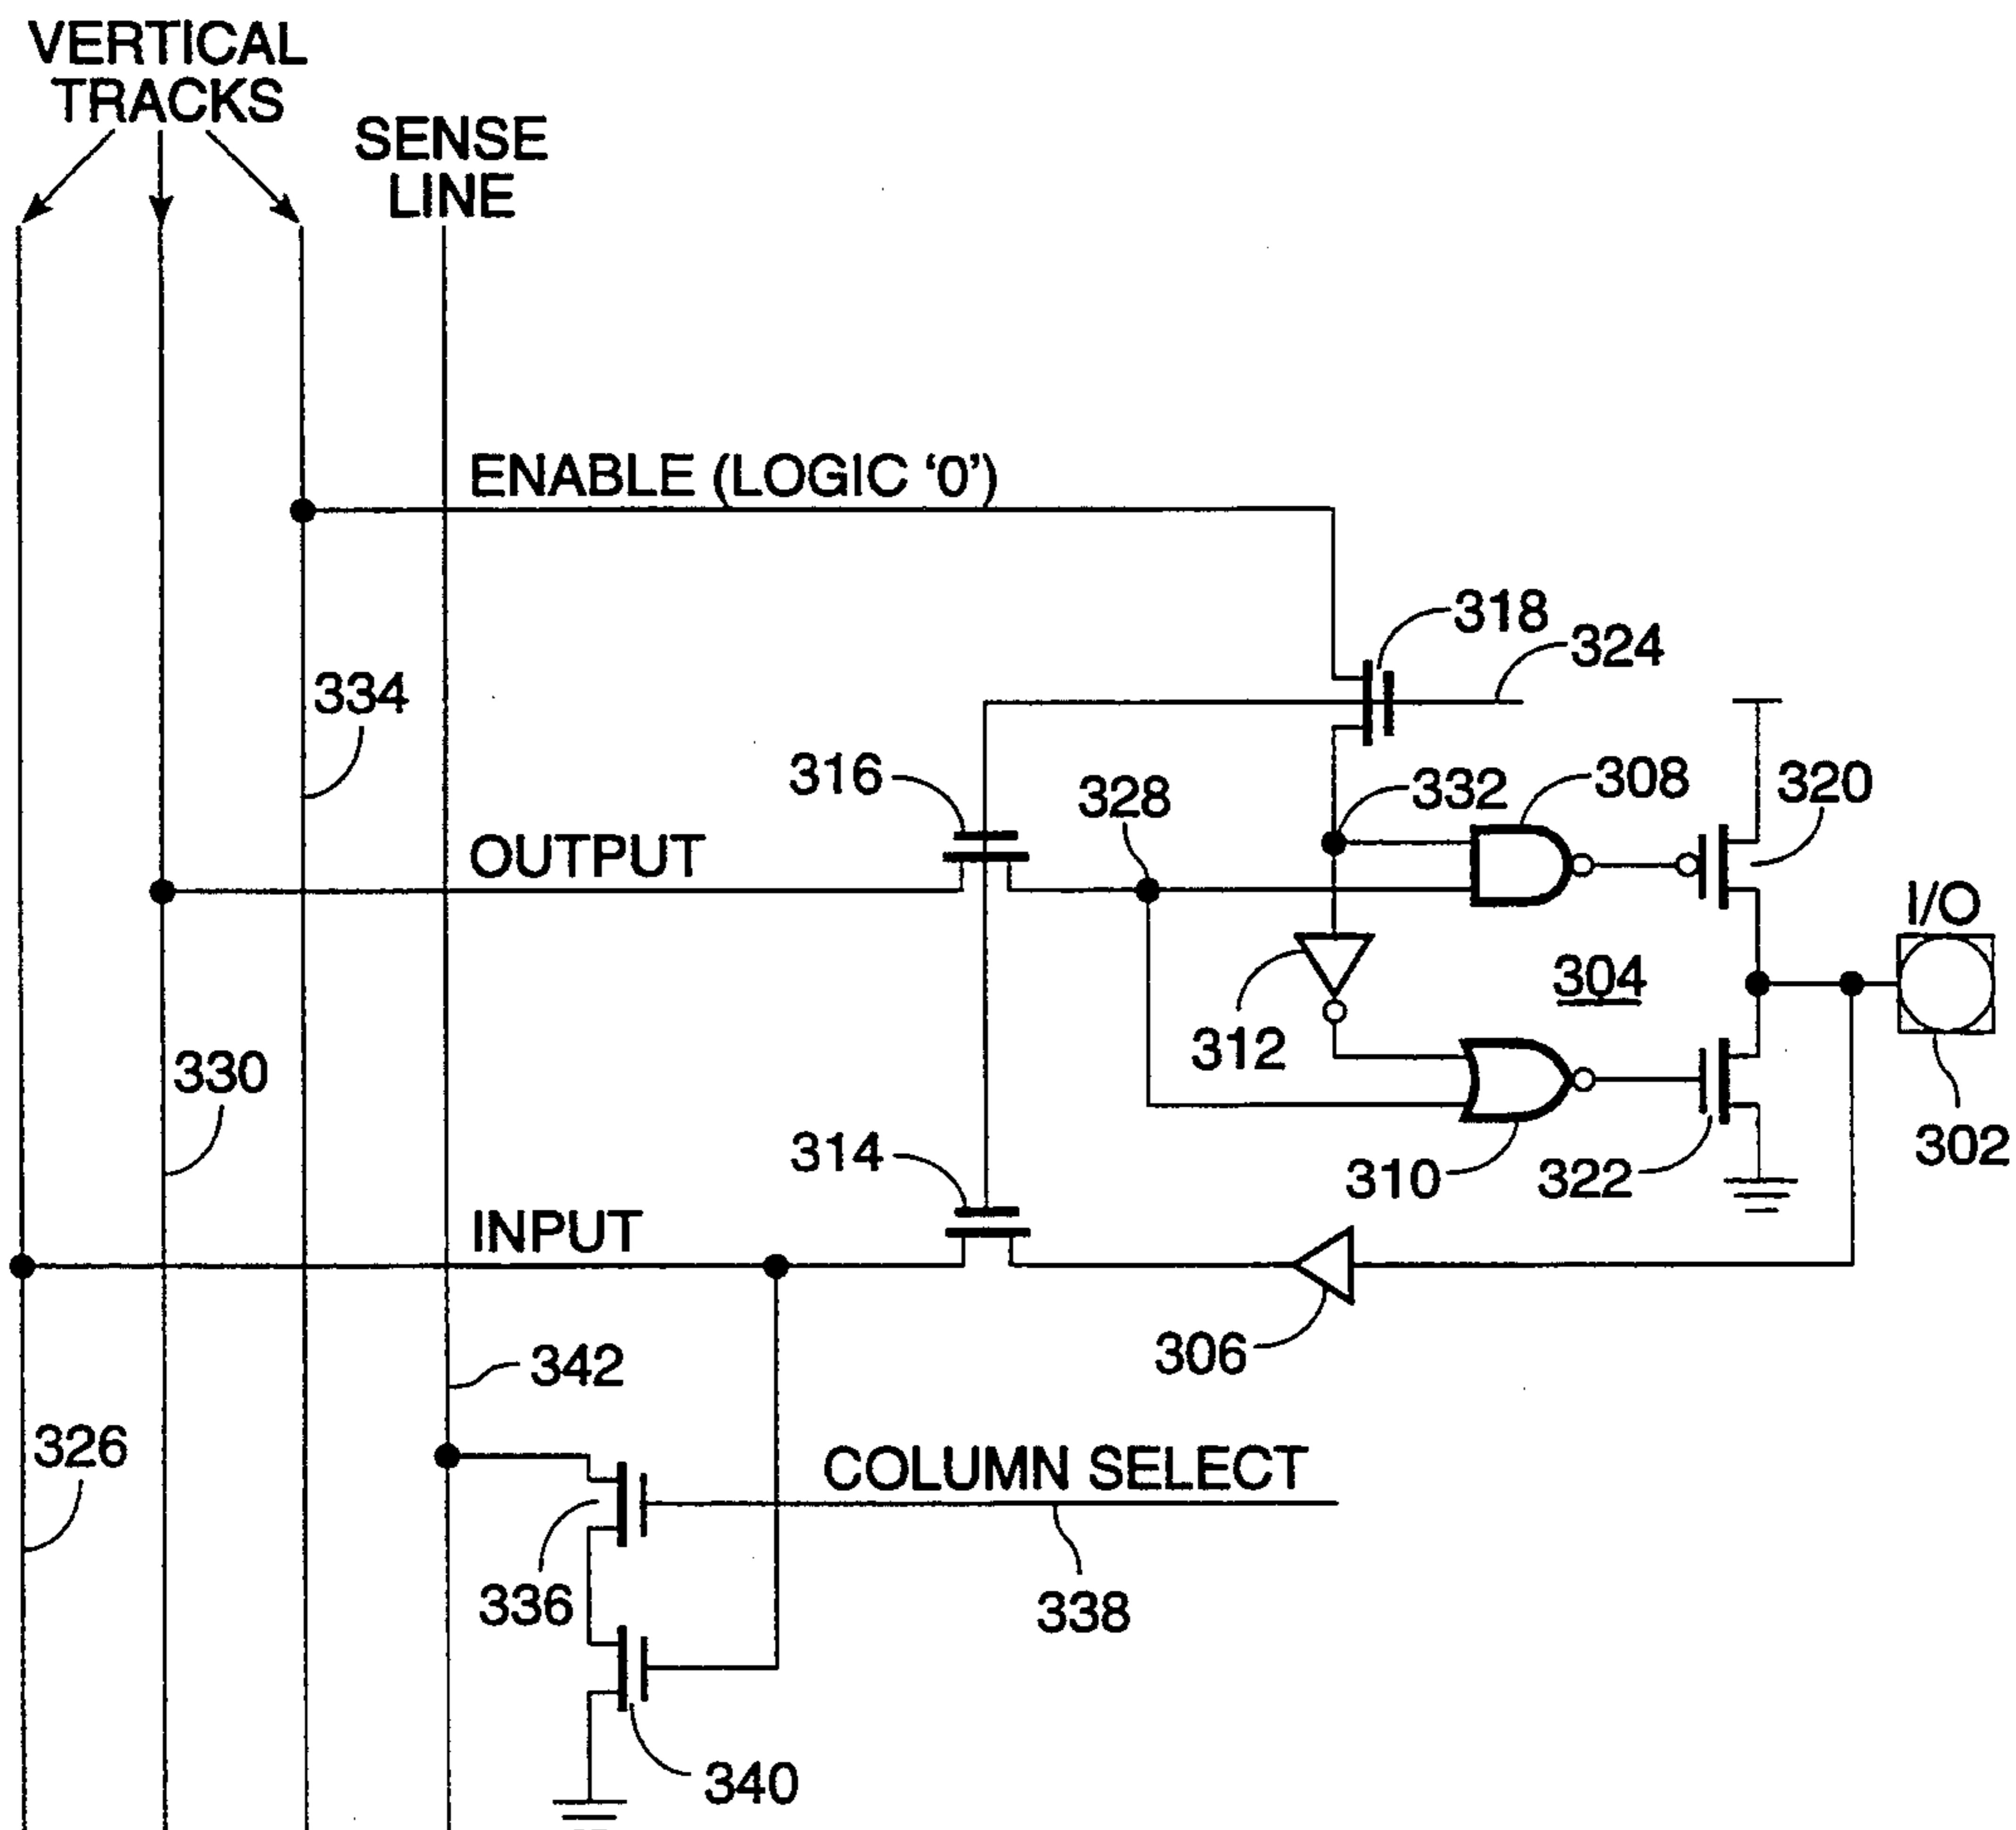 VERTICAL
TRACKS
SENSE
LINE
ENABLE (LOGIC ‘0’)
318
324
334
316
328
332
308
320
OUTPUT
I/O
304
312
330
314
310
322
302
INPUT
306
342
326
COLUMN SELECT
336
338
340